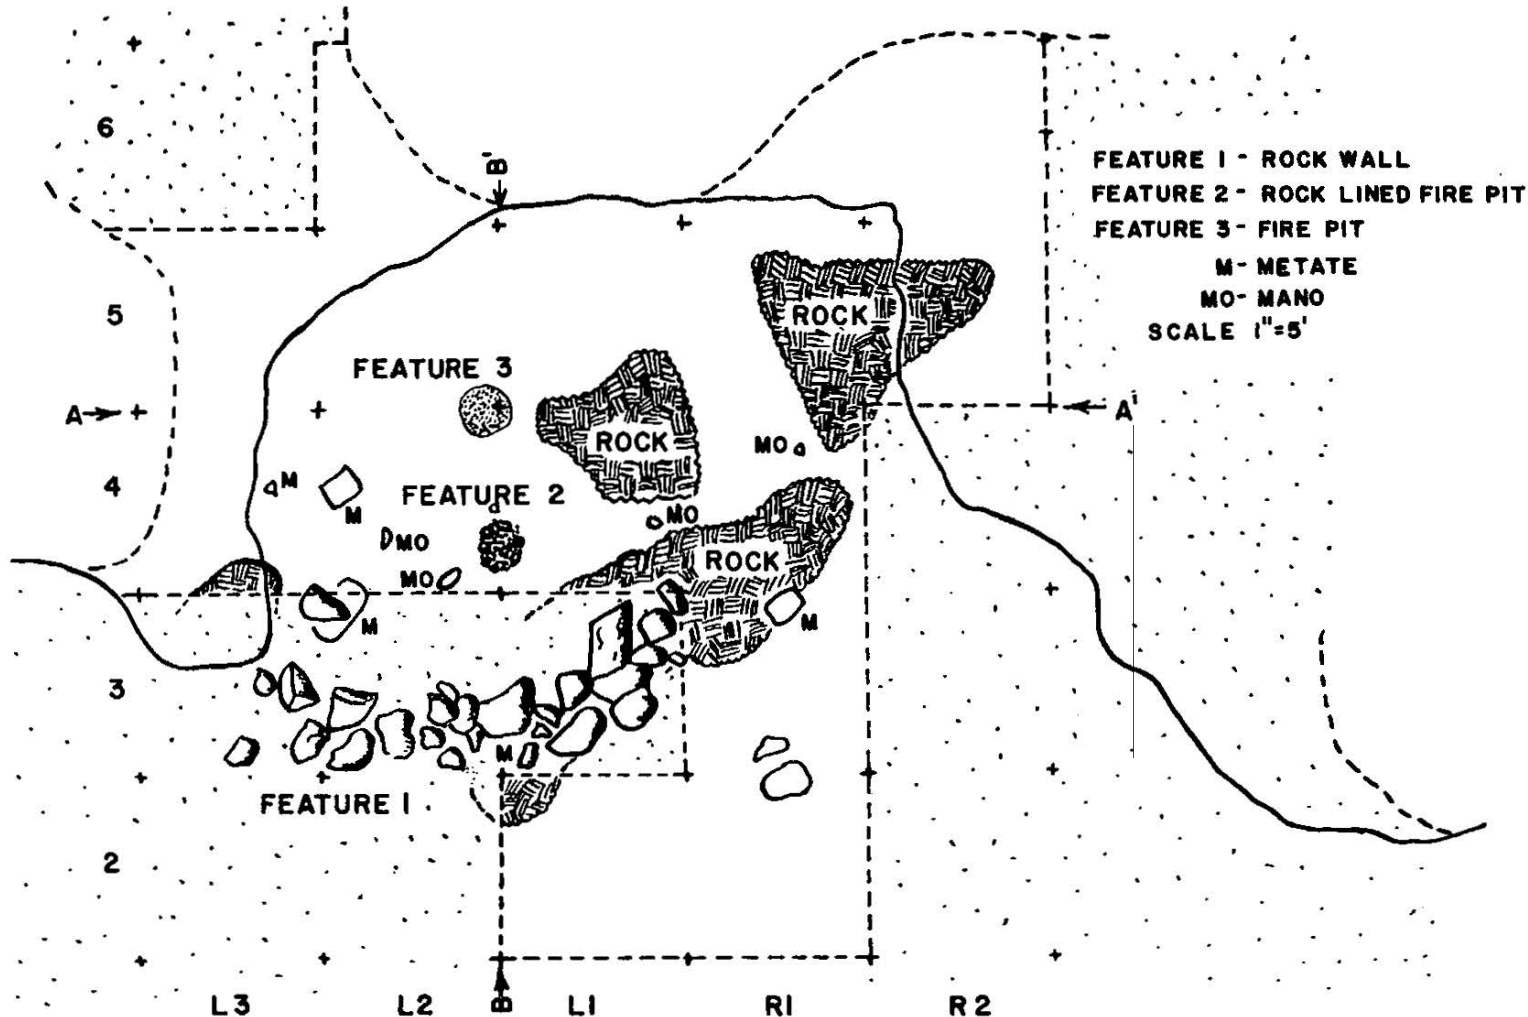 6
B'
FEATURE 1 - ROCK WALL
FEATURE 2 - ROCK LINED FIRE PIT
FEATURE 3 - FIRE PIT
M - METATE
MO - MANO
SCALE 1"=5'
5
ROCK
FEATURE 3
A
A'
ROCK
MO
4
M
M
FEATURE 2
MO
MO
ROCK
MO
M
M
3
M
FEATURE 1
2
L3
L2
B
L1
R1
R2